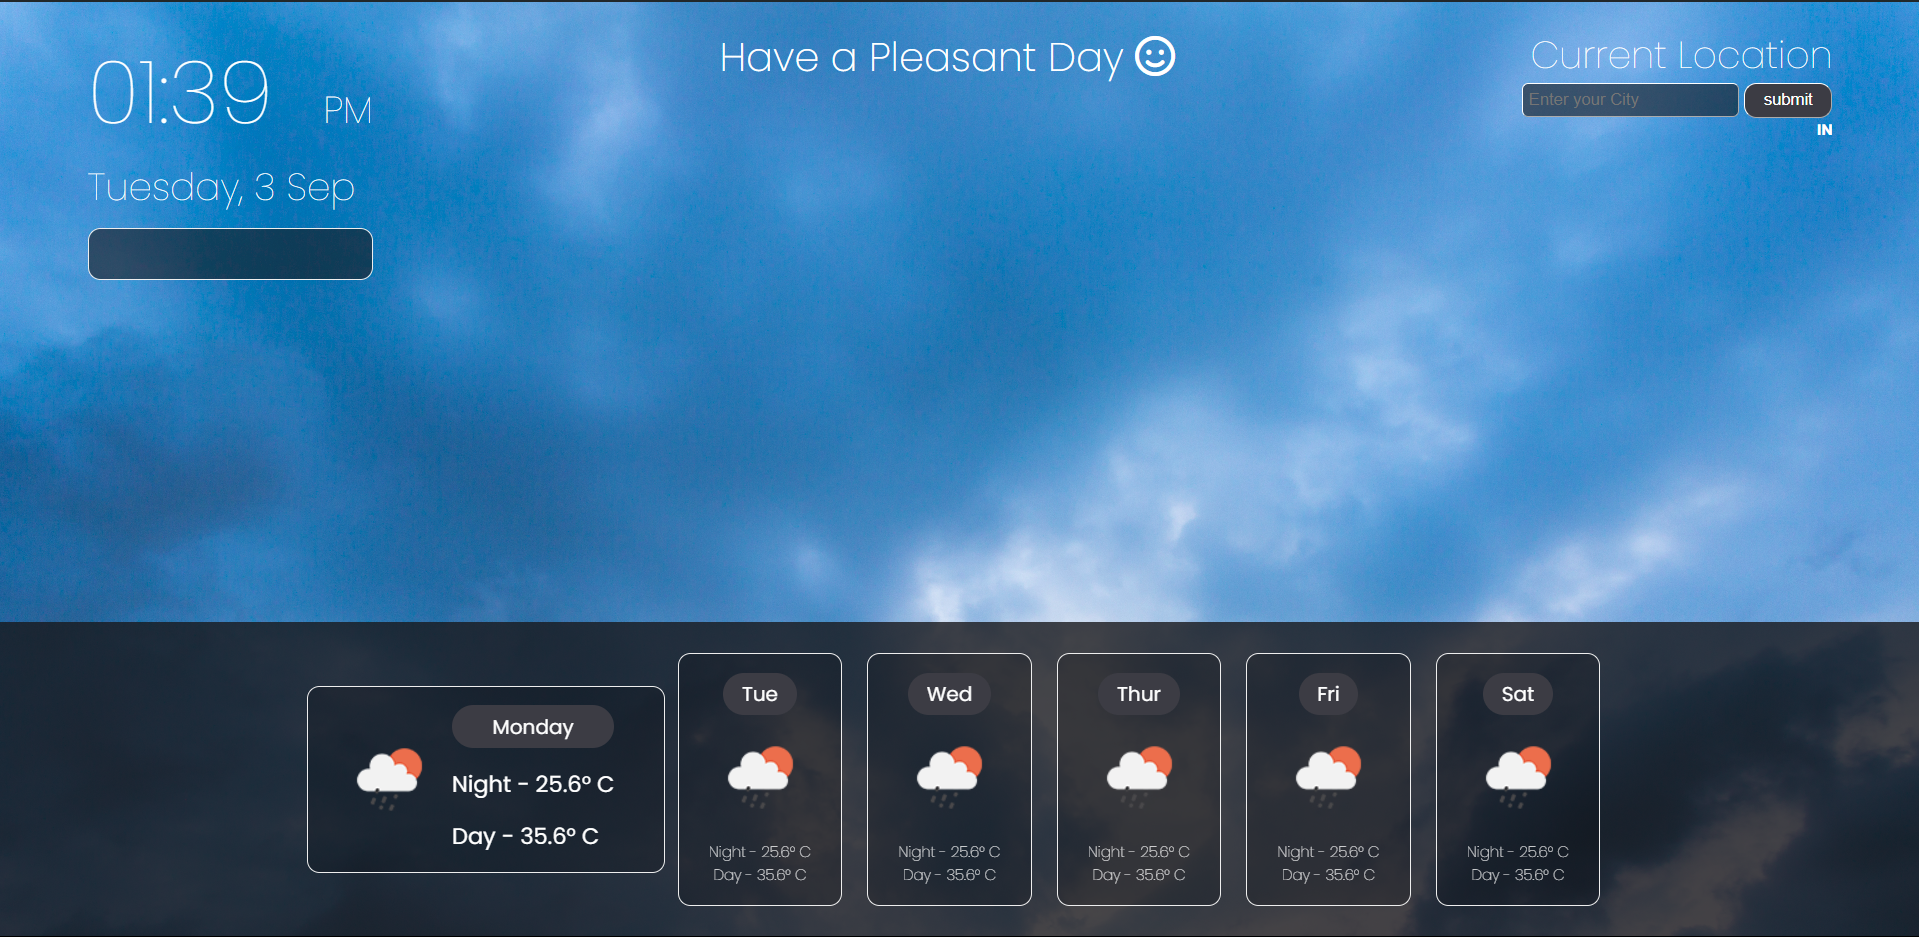 01:39 PM
Tuesday, 3 Sep
Have a Pleasant Day
Current Location
Enter your City
submit
IN
Monday
Night - 25.6° C
Day - 35.6° C
Tue
Night - 25.6° C
Day - 35.6° C
Wed
Night - 25.6° C
Day - 35.6° C
Thur
Night - 25.6° C
Day - 35.6° C
Fri
Night - 25.6° C
Day - 35.6° C
Sat
Night - 25.6° C
Day - 35.6° C